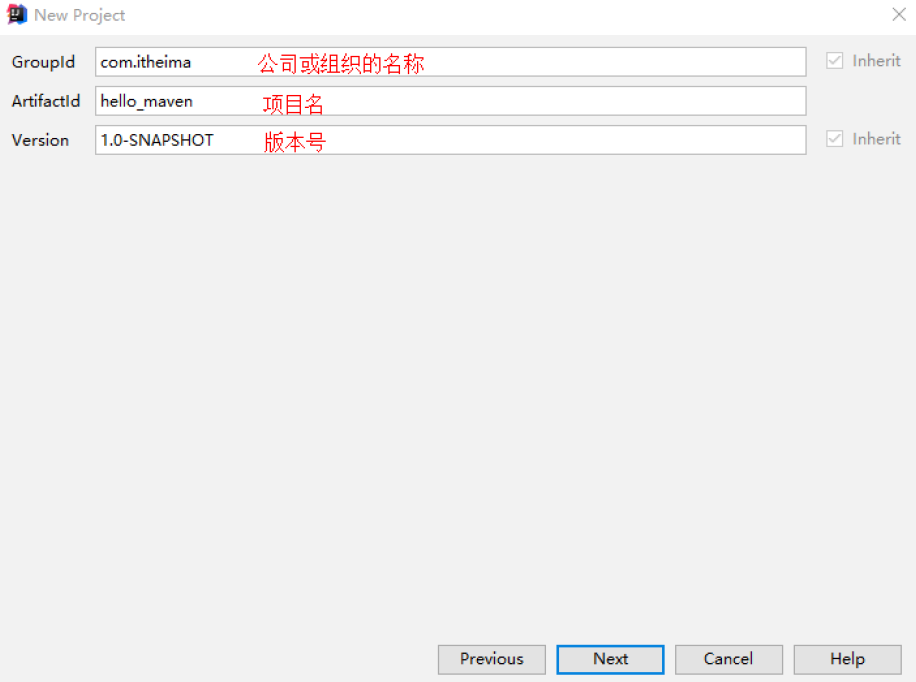 New Project
GroupId com.itheima 公司或组织的名称 Inherit
ArtifactId hello_maven 项目名
Version 1.0-SNAPSHOT 版本号 Inherit
Previous Next Cancel Help